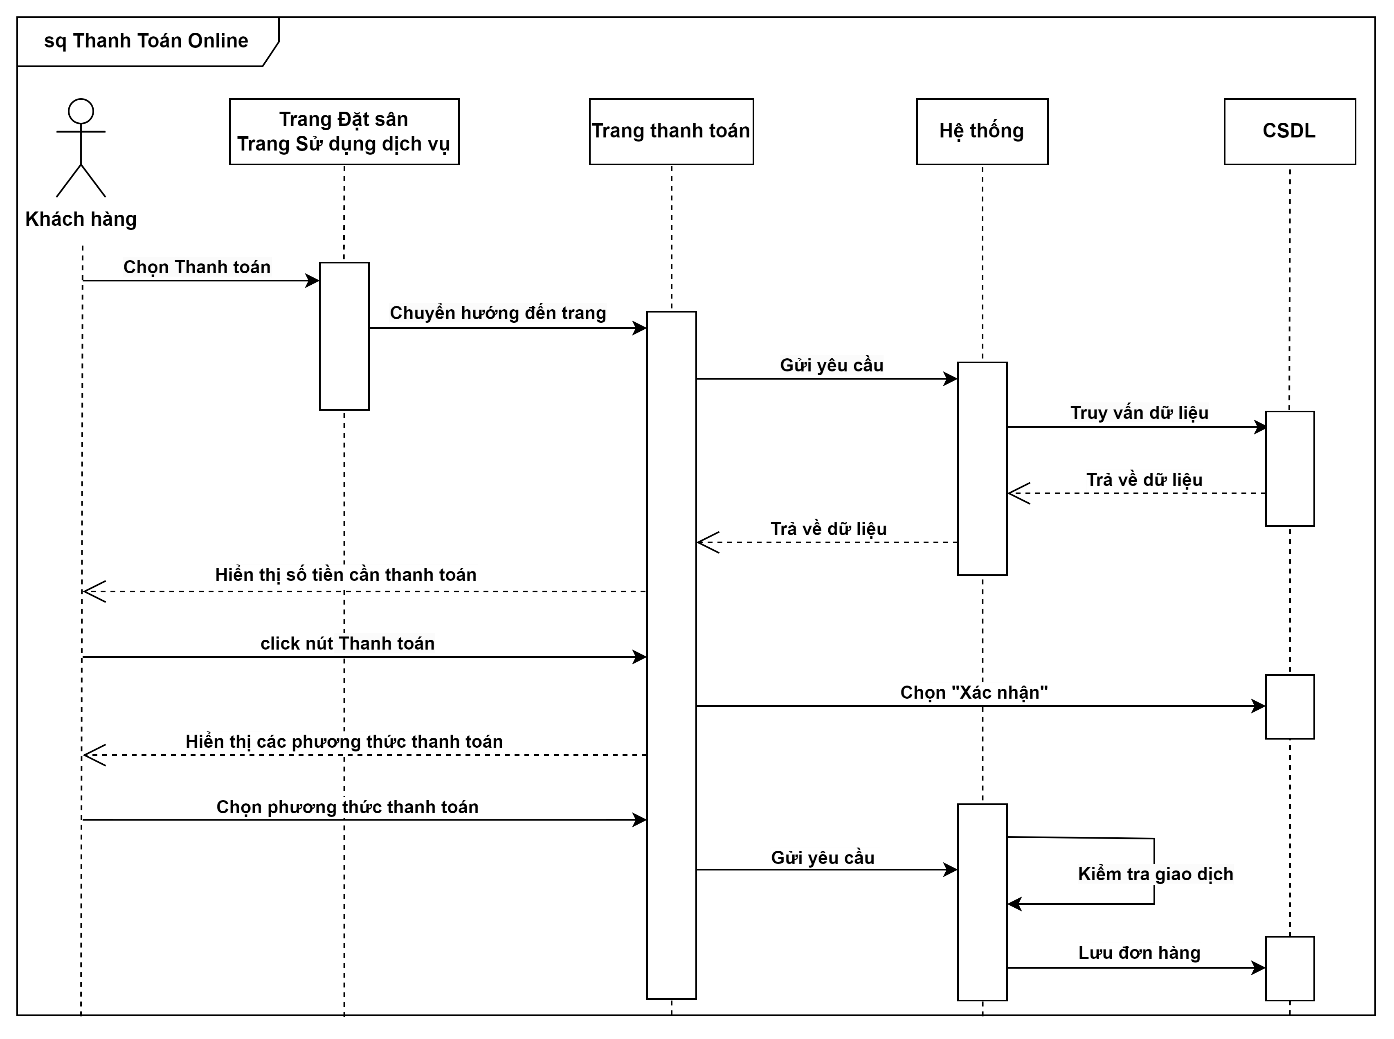 sq Thanh Toán Online
Trang Đặt sân
Trang Sử dụng dịch vụ
Trang thanh toán
Hệ thống
CSDL
Khách hàng
Chọn Thanh toán
Chuyển hướng đến trang
Gửi yêu cầu
Truy vấn dữ liệu
Trả về dữ liệu
Trả về dữ liệu
Hiển thị số tiền cần thanh toán
click nút Thanh toán
Chọn "Xác nhận"
Hiển thị các phương thức thanh toán
Chọn phương thức thanh toán
Gửi yêu cầu
Kiểm tra giao dịch
Lưu đơn hàng